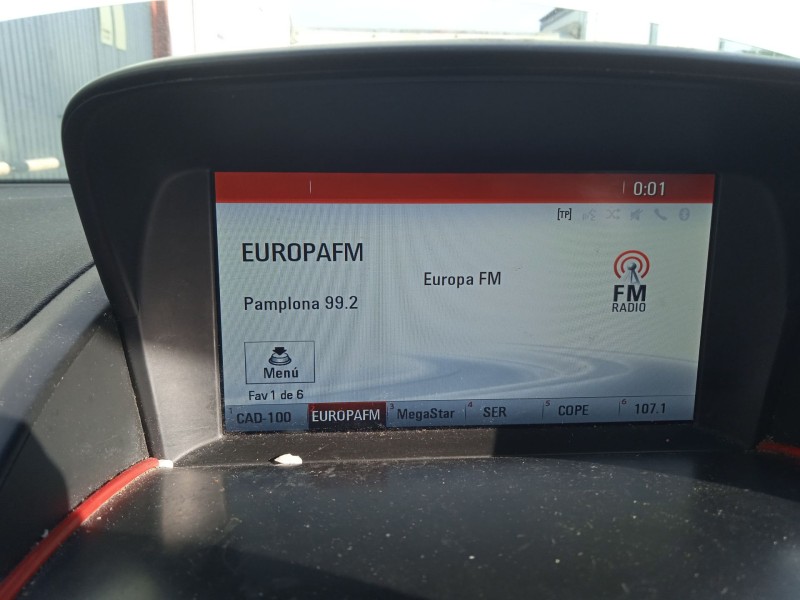 0:01
[TP]
EUROPAFM
Europa FM
Pamplona 99.2
FM
RADIO
Menú
Fav 1 de 6
1 CAD-100 EUROPAFM 3 MegaStar 4 SER 5 COPE 6 107.1